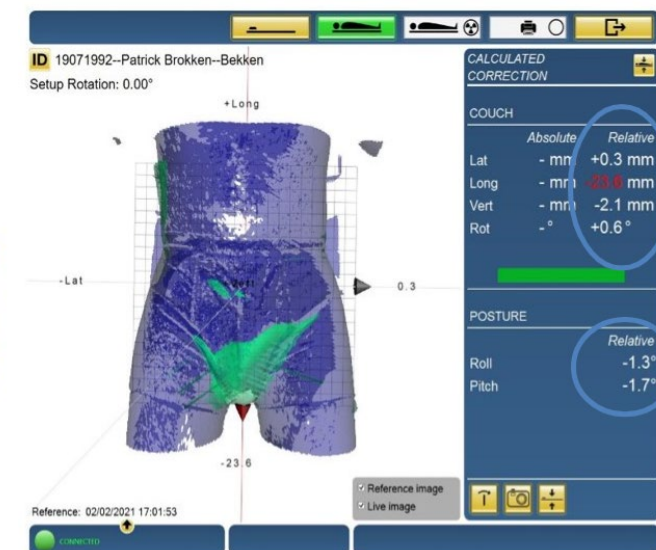 ID 19071992--Patrick Brokken--Bekken
Setup Rotation: 0.00°
+Long
-Lat
0.3
-23.6
Reference image
Live image
Reference: 02/02/2021 17:01:53
CONNECTED
CALCULATED
CORRECTION
COUCH
Absolute Relative
Lat - mm +0.3 mm
Long - mm -23.6 mm
Vert - mm -2.1 mm
Rot -° +0.6°
POSTURE
Relative
Roll -1.3°
Pitch -1.7°